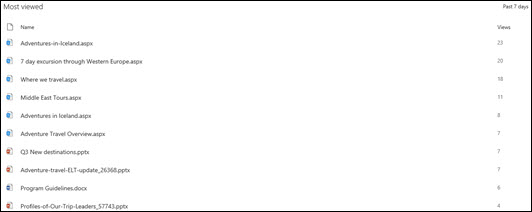 Most viewed Past 7 days
Name Views
Adventures-in-Iceland.aspx 23
7 day excursion through Western Europe.aspx 20
Where we travel.aspx 18
Middle East Tours.aspx 11
Adventures in Iceland.aspx 8
Adventure Travel Overview.aspx 7
Q3 New destinations.pptx 7
Adventure-travel-ELT-update_26368.pptx 7
Program Guidelines.docx 6
Profiles-of-Our-Trip-Leaders_57743.pptx 4